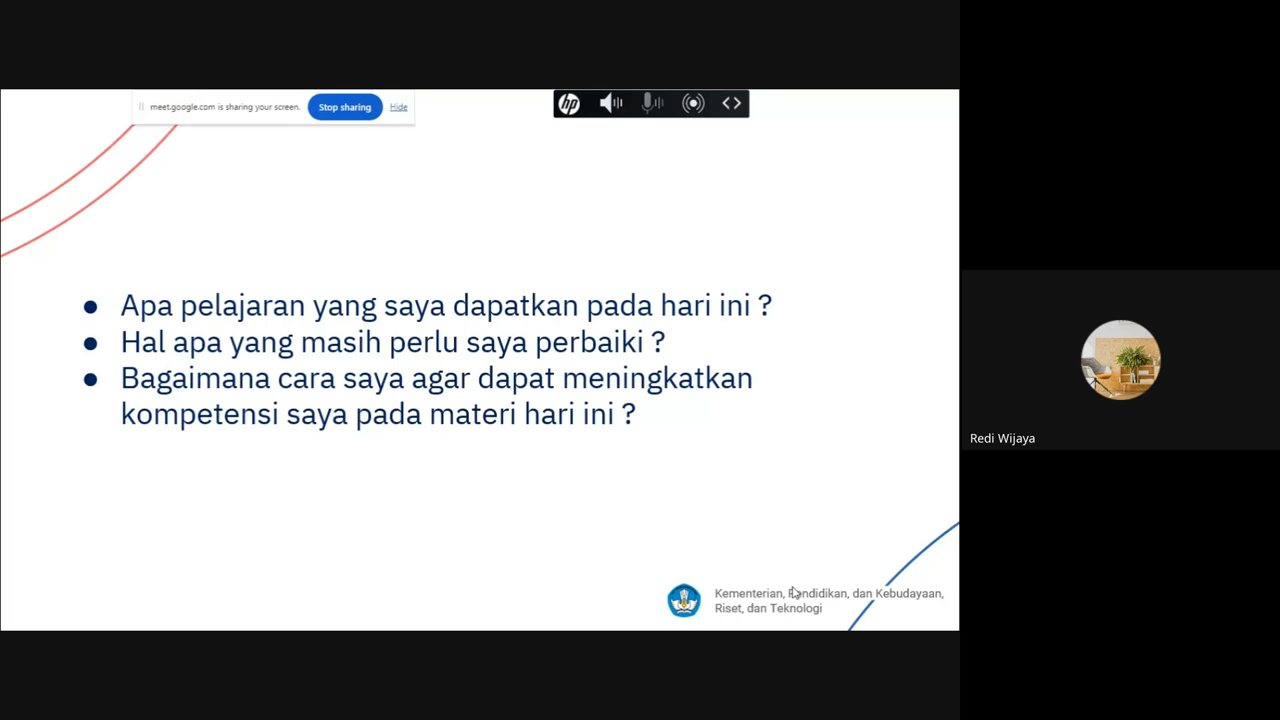 meet.google.com is sharing your screen. Stop sharing Hide
hp
● Apa pelajaran yang saya dapatkan pada hari ini ?
● Hal apa yang masih perlu saya perbaiki ?
● Bagaimana cara saya agar dapat meningkatkan
kompetensi saya pada materi hari ini ?
Redi Wijaya
Kementerian, Pendidikan, dan Kebudayaan,
Riset, dan Teknologi